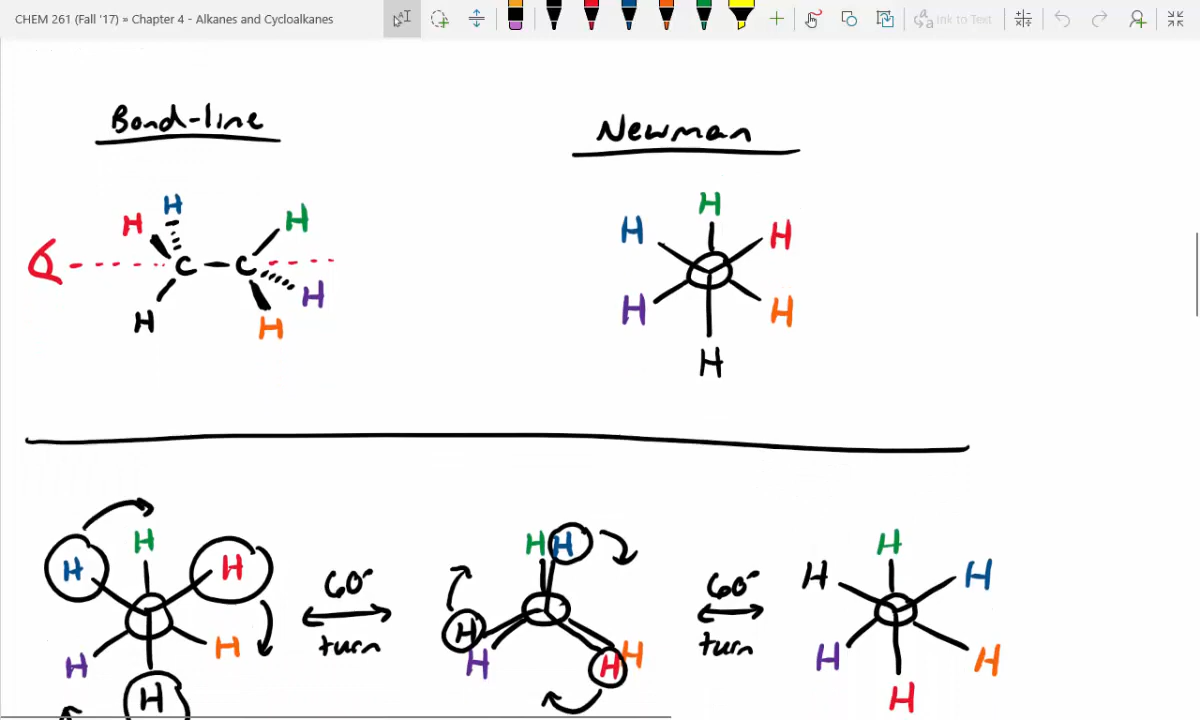 CHEM 261 (Fall '17) » Chapter 4 - Alkanes and Cycloalkanes
Ink to Text
Bond-line
Newman
H
H H
C - C
H H
H
H
H H
H H
H
H
H H
H H
H
60°
turn
H H
H H
H H
60°
turn
H
H H
H H
H